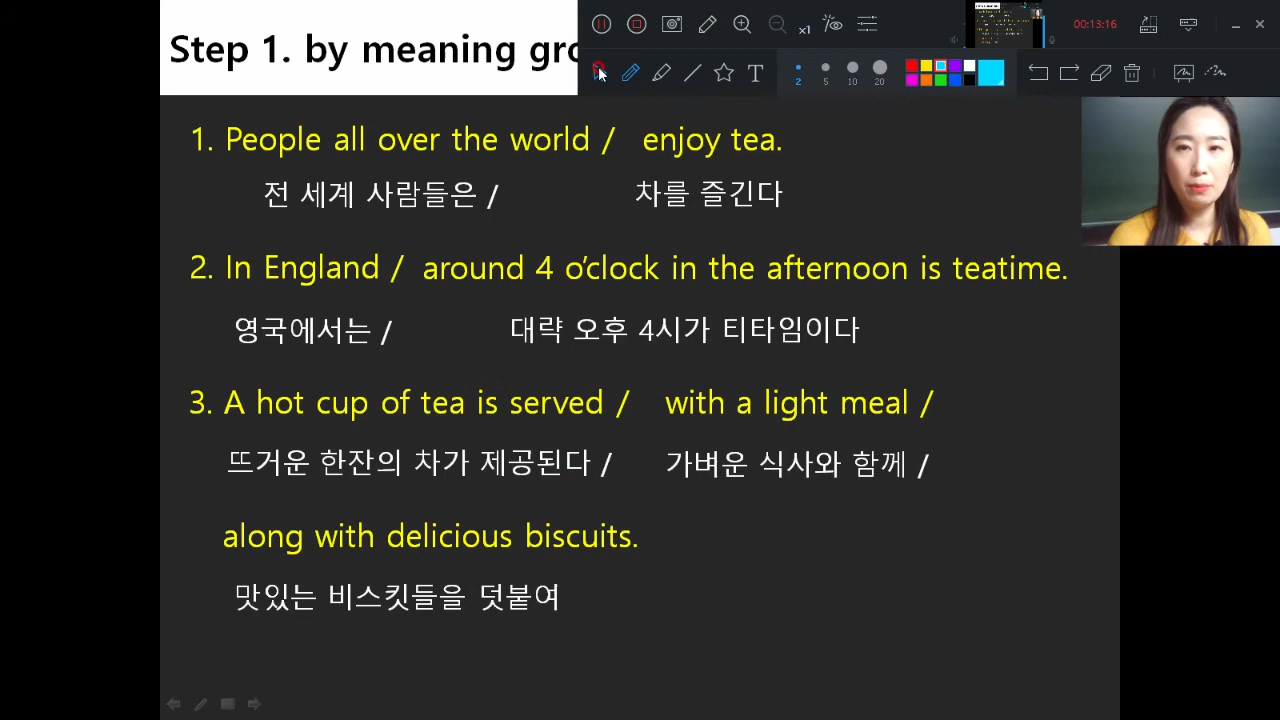 Step 1. by meaning gro
x1
00:13:16
T
2 5 10 20
1. People all over the world / enjoy tea.
전 세계 사람들은 / 차를 즐긴다
2. In England / around 4 o'clock in the afternoon is teatime.
영국에서는 / 대략 오후 4시가 티타임이다
3. A hot cup of tea is served / with a light meal /
뜨거운 한잔의 차가 제공된다 / 가벼운 식사와 함께 /
along with delicious biscuits.
맛있는 비스킷들을 덧붙여